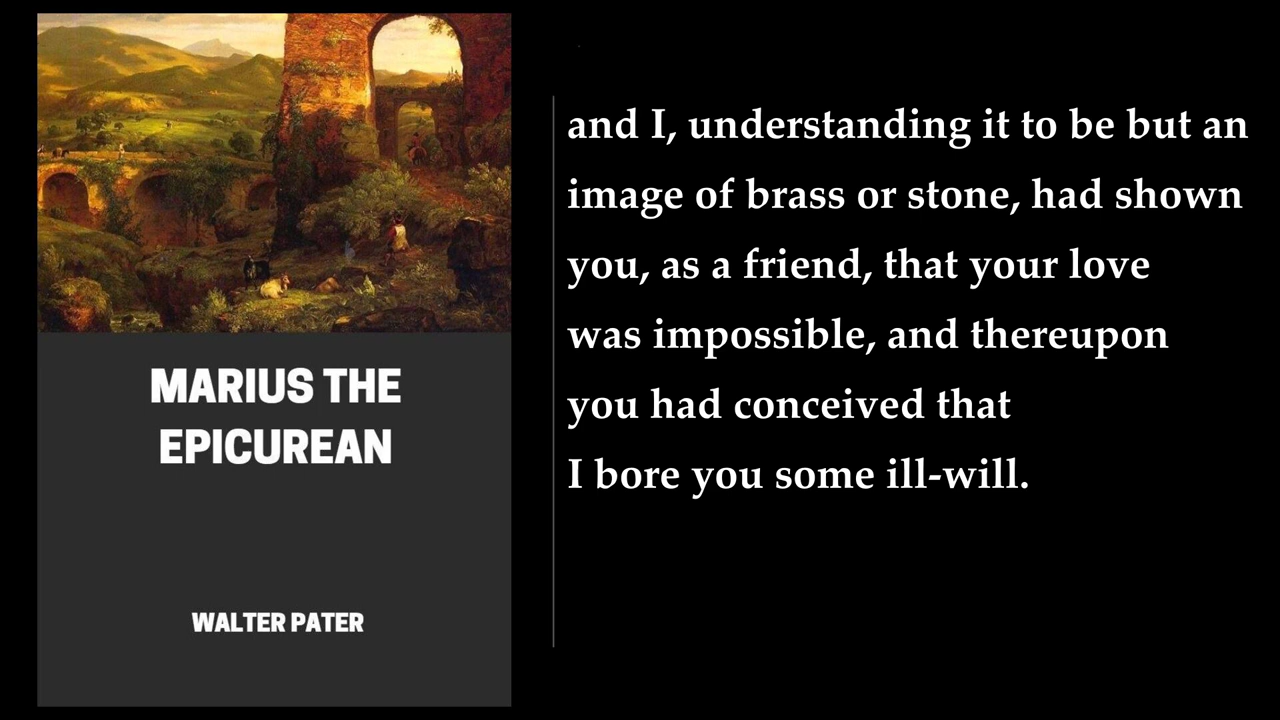 MARIUS THE
EPICUREAN
WALTER PATER
and I, understanding it to be but an
image of brass or stone, had shown
you, as a friend, that your love
was impossible, and thereupon
you had conceived that
I bore you some ill-will.